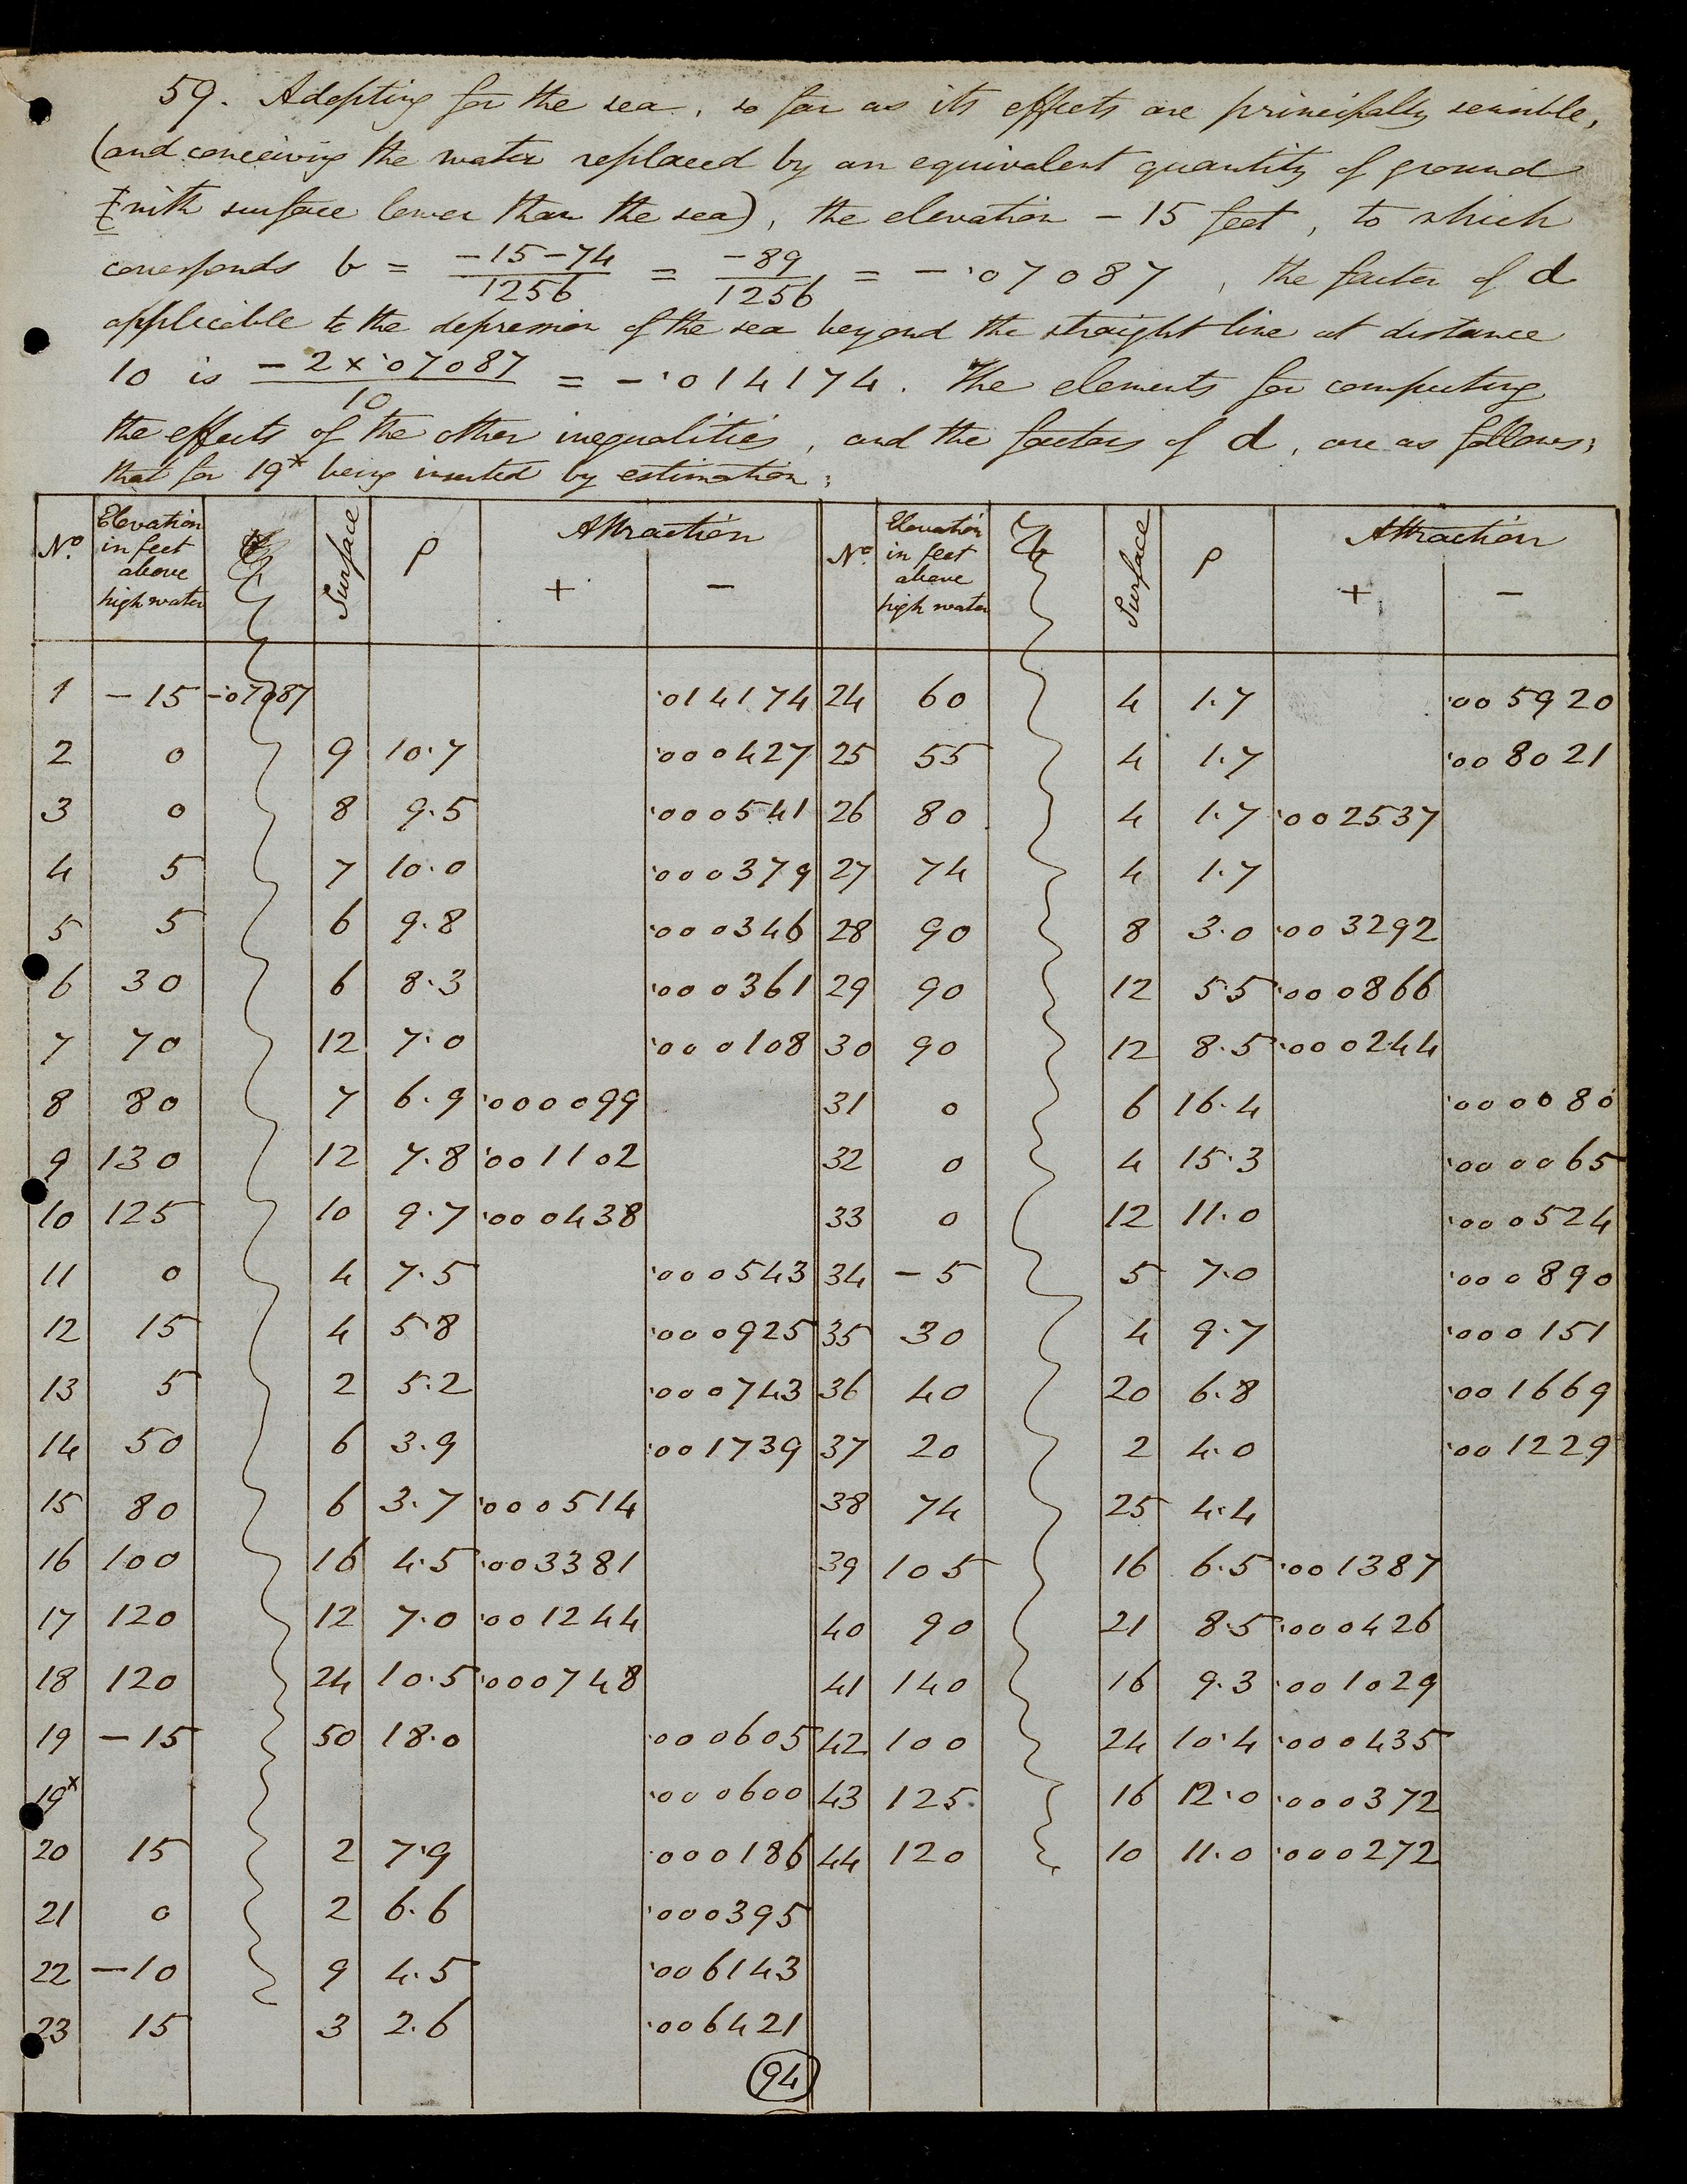 59. Adopting for the sea, so far as its effects are principally sensible,
(and conceiving the water replaced by an equivalent quantity of ground
with surface lower than the sea), the elevation - 15 feet, to which
corresponds b = -15-74/1256 = -89/1256 = - ·07087, the factor of d
applicable to the depression of the sea beyond the straight line at distance
10 is -2×·07087/10 = - ·014174. The elements for computing
the effects of the other inequalities, and the factors of d, are as follows;
that for 19* being inserted by estimation:
No. Elevation in feet above high water Surface ρ Attraction + - No. Elevation in feet above high water Surface ρ Attraction + -
1 -15 -·07087 ·014174 24 60 4 1·7 ·005920
2 0 9 10·7 ·000427 25 55 4 1·7 ·008021
3 0 8 9·5 ·000541 26 80 4 1·7 ·002537
4 5 7 10·0 ·000379 27 74 4 1·7
5 5 6 9·8 ·000346 28 90 8 3·0 ·003292
6 30 6 8·3 ·000361 29 90 12 5·5 ·000866
7 70 12 7·0 ·000108 30 90 12 8·5 ·000244
8 80 7 6·9 ·000099 31 0 6 16·4 ·000080
9 130 12 7·8 ·001102 32 0 4 15·3 ·000065
10 125 10 9·7 ·000438 33 0 12 11·0 ·000524
11 0 4 7·5 ·000543 34 -5 5 7·0 ·000890
12 15 4 5·8 ·000925 35 30 4 9·7 ·000151
13 5 2 5·2 ·000743 36 40 20 6·8 ·001669
14 50 6 3·9 ·001739 37 20 2 4·0 ·001229
15 80 6 3·7 ·000514 38 74 25 4·4
16 100 16 4·5 ·003381 39 105 16 6·5 ·001387
17 120 12 7·0 ·001244 40 90 21 8·5 ·000426
18 120 24 10·5 ·000748 41 140 16 9·3 ·001029
19 -15 50 18·0 ·000605 42 100 24 10·4 ·000435
19* ·000600 43 125 16 12·0 ·000372
20 15 2 7·9 ·000186 44 120 10 11·0 ·000272
21 0 2 6·6 ·000395
22 -10 9 4·5 ·006143
23 15 3 2·6 ·006421
94